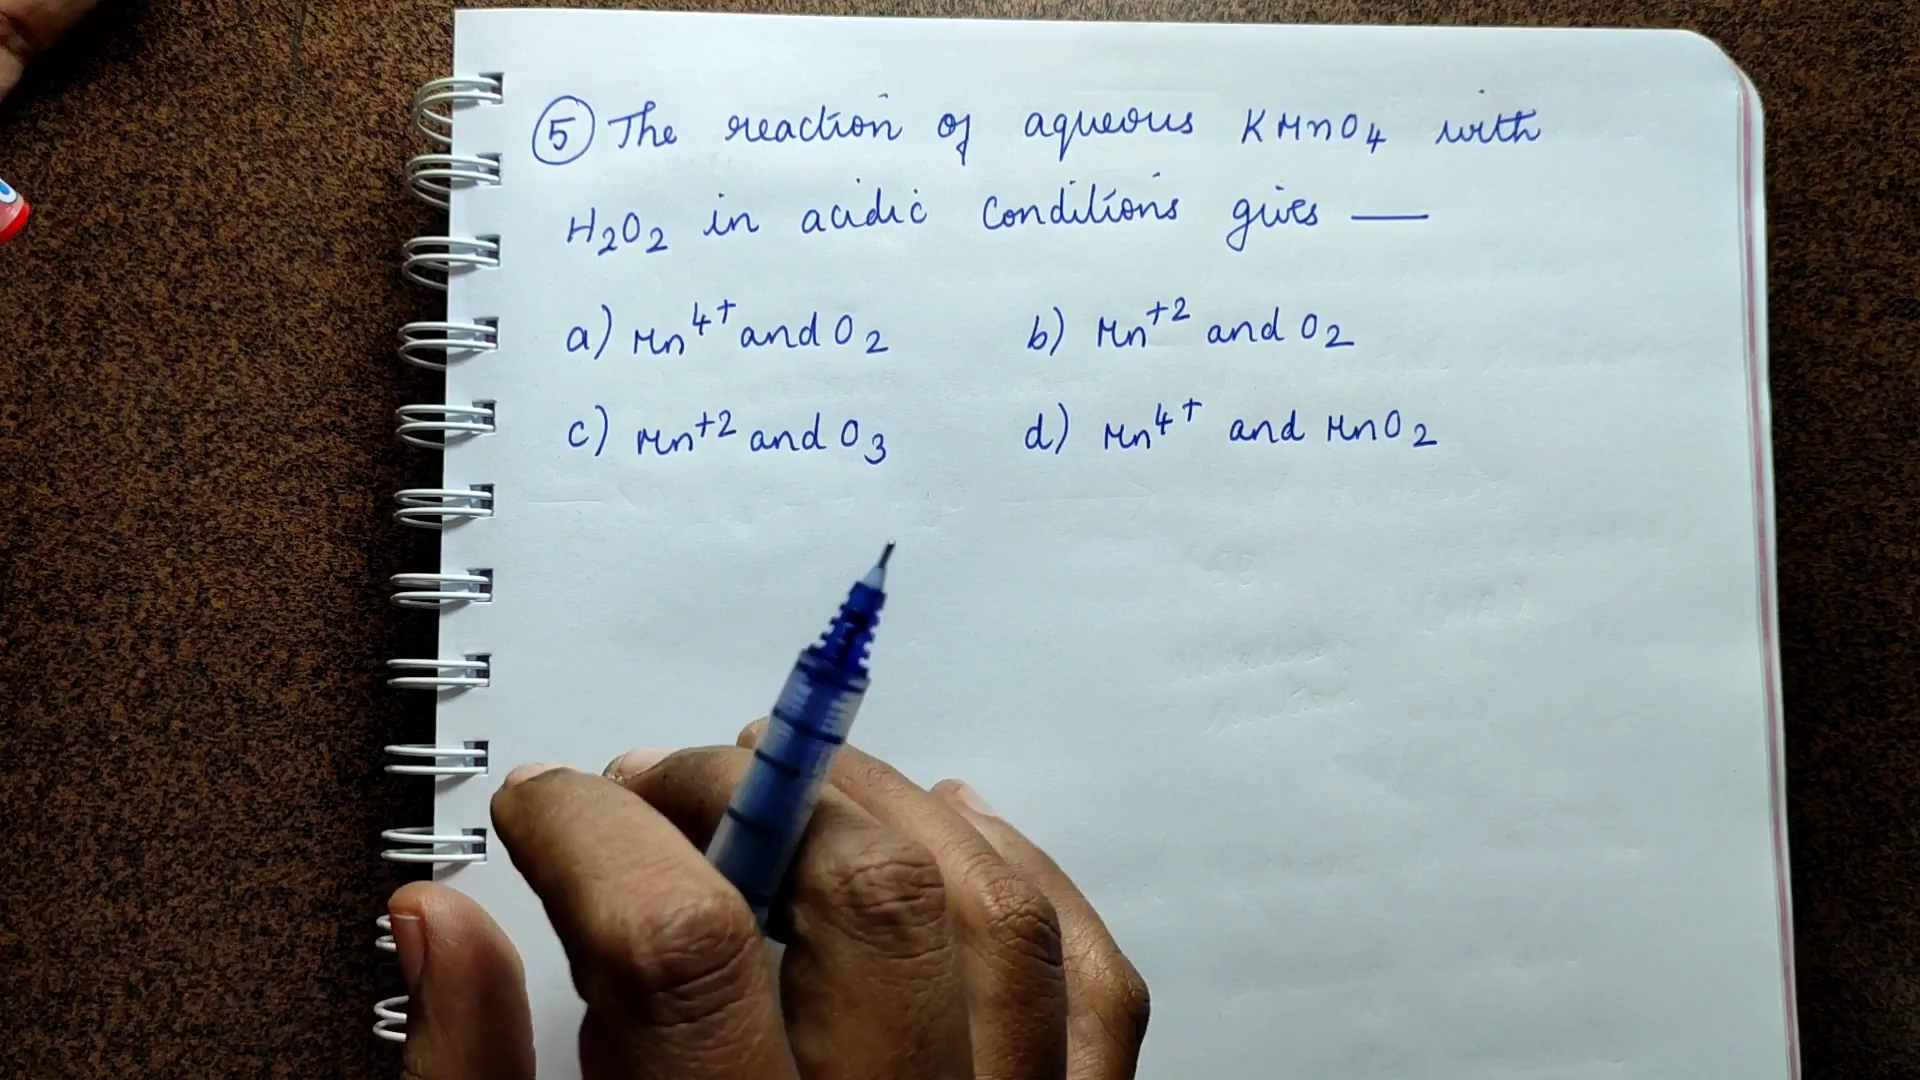 5 The reaction of aqueous KMnO4 with
H2O2 in acidic conditions gives —
a) Mn4+ and O2 b) Mn+2 and O2
c) Mn+2 and O3 d) Mn4+ and MnO2